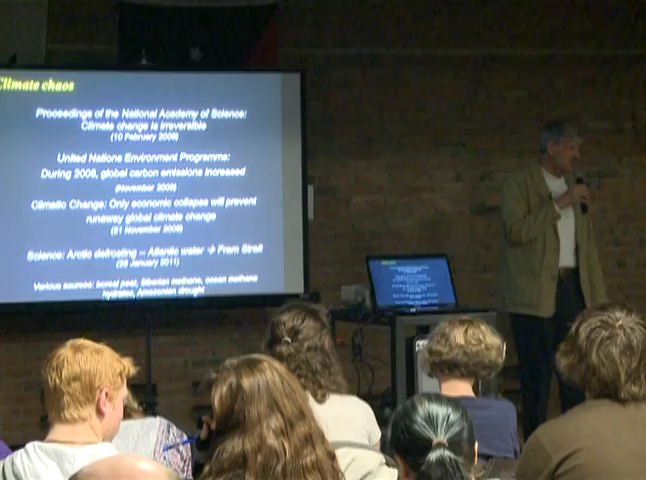 Climate chaos
Proceedings of the National Academy of Science:
Climate change is irreversible
(10 February 2009)
United Nations Environment Programme:
During 2008, global carbon emissions increased
(November 2009)
Climatic Change: Only economic collapse will prevent
runaway global climate change
(21 November 2009)
Science: Arctic defrosting -- Atlantic water → Fram Strait
(28 January 2011)
Various sources: boreal peat, Siberian methane, ocean methane
hydrates, Amazonian drought